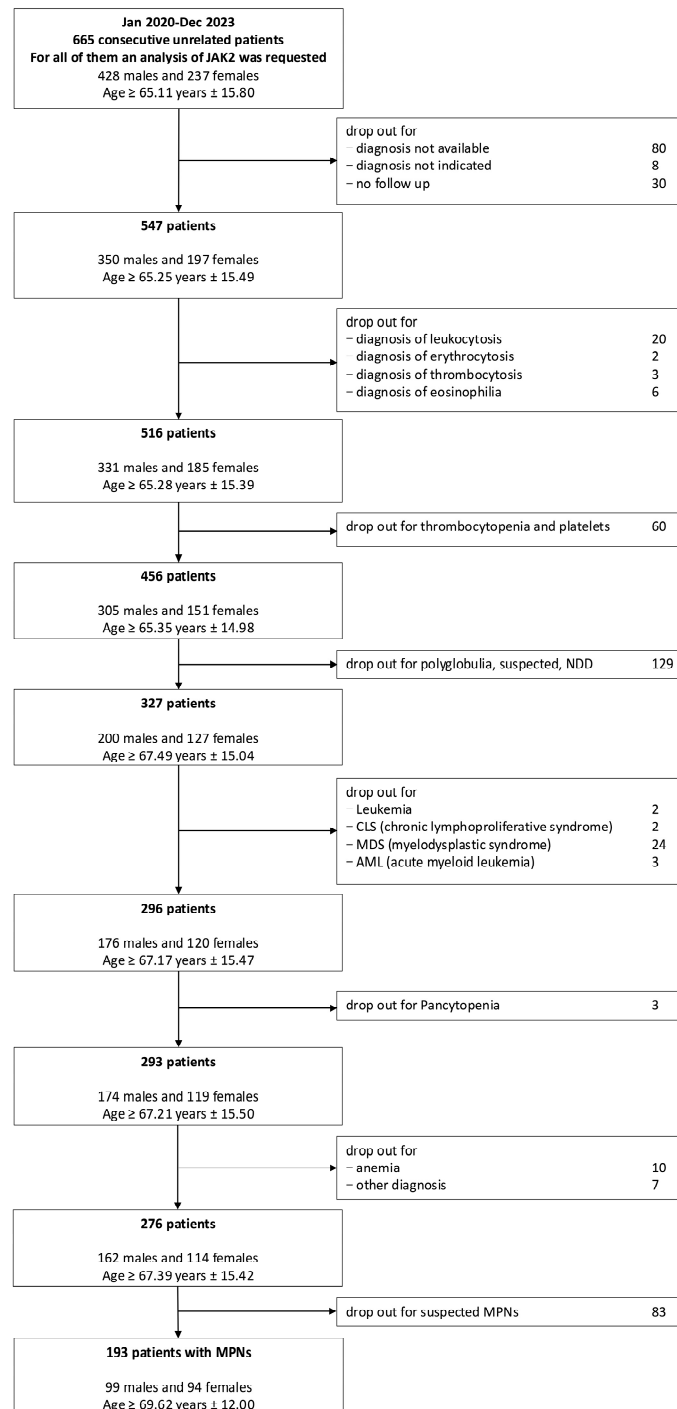 Jan 2020-Dec 2023
665 consecutive unrelated patients
For all of them an analysis of JAK2 was requested
428 males and 237 females
Age ≥ 65.11 years ± 15.80
drop out for
– diagnosis not available 80
– diagnosis not indicated 8
– no follow up 30
547 patients
350 males and 197 females
Age ≥ 65.25 years ± 15.49
drop out for
– diagnosis of leukocytosis 20
diagnosis of erythrocytosis 2
– diagnosis of thrombocytosis 3
– diagnosis of eosinophilia 6
516 patients
331 males and 185 females
Age ≥ 65.28 years ± 15.39
drop out for thrombocytopenia and platelets 60
456 patients
305 males and 151 females
Age ≥ 65.35 years ± 14.98
drop out for polyglobulia, suspected, NDD 129
327 patients
200 males and 127 females
Age ≥ 67.49 years ± 15.04
drop out for
Leukemia 2
– CLS (chronic lymphoproliferative syndrome) 2
– MDS (myelodysplastic syndrome) 24
– AML (acute myeloid leukemia) 3
296 patients
176 males and 120 females
Age ≥ 67.17 years ± 15.47
drop out for Pancytopenia 3
293 patients
174 males and 119 females
Age ≥ 67.21 years ± 15.50
drop out for
– anemia 10
– other diagnosis 7
276 patients
162 males and 114 females
Age ≥ 67.39 years ± 15.42
drop out for suspected MPNs 83
193 patients with MPNs
99 males and 94 females
Age ≥ 69.62 years ± 12.00